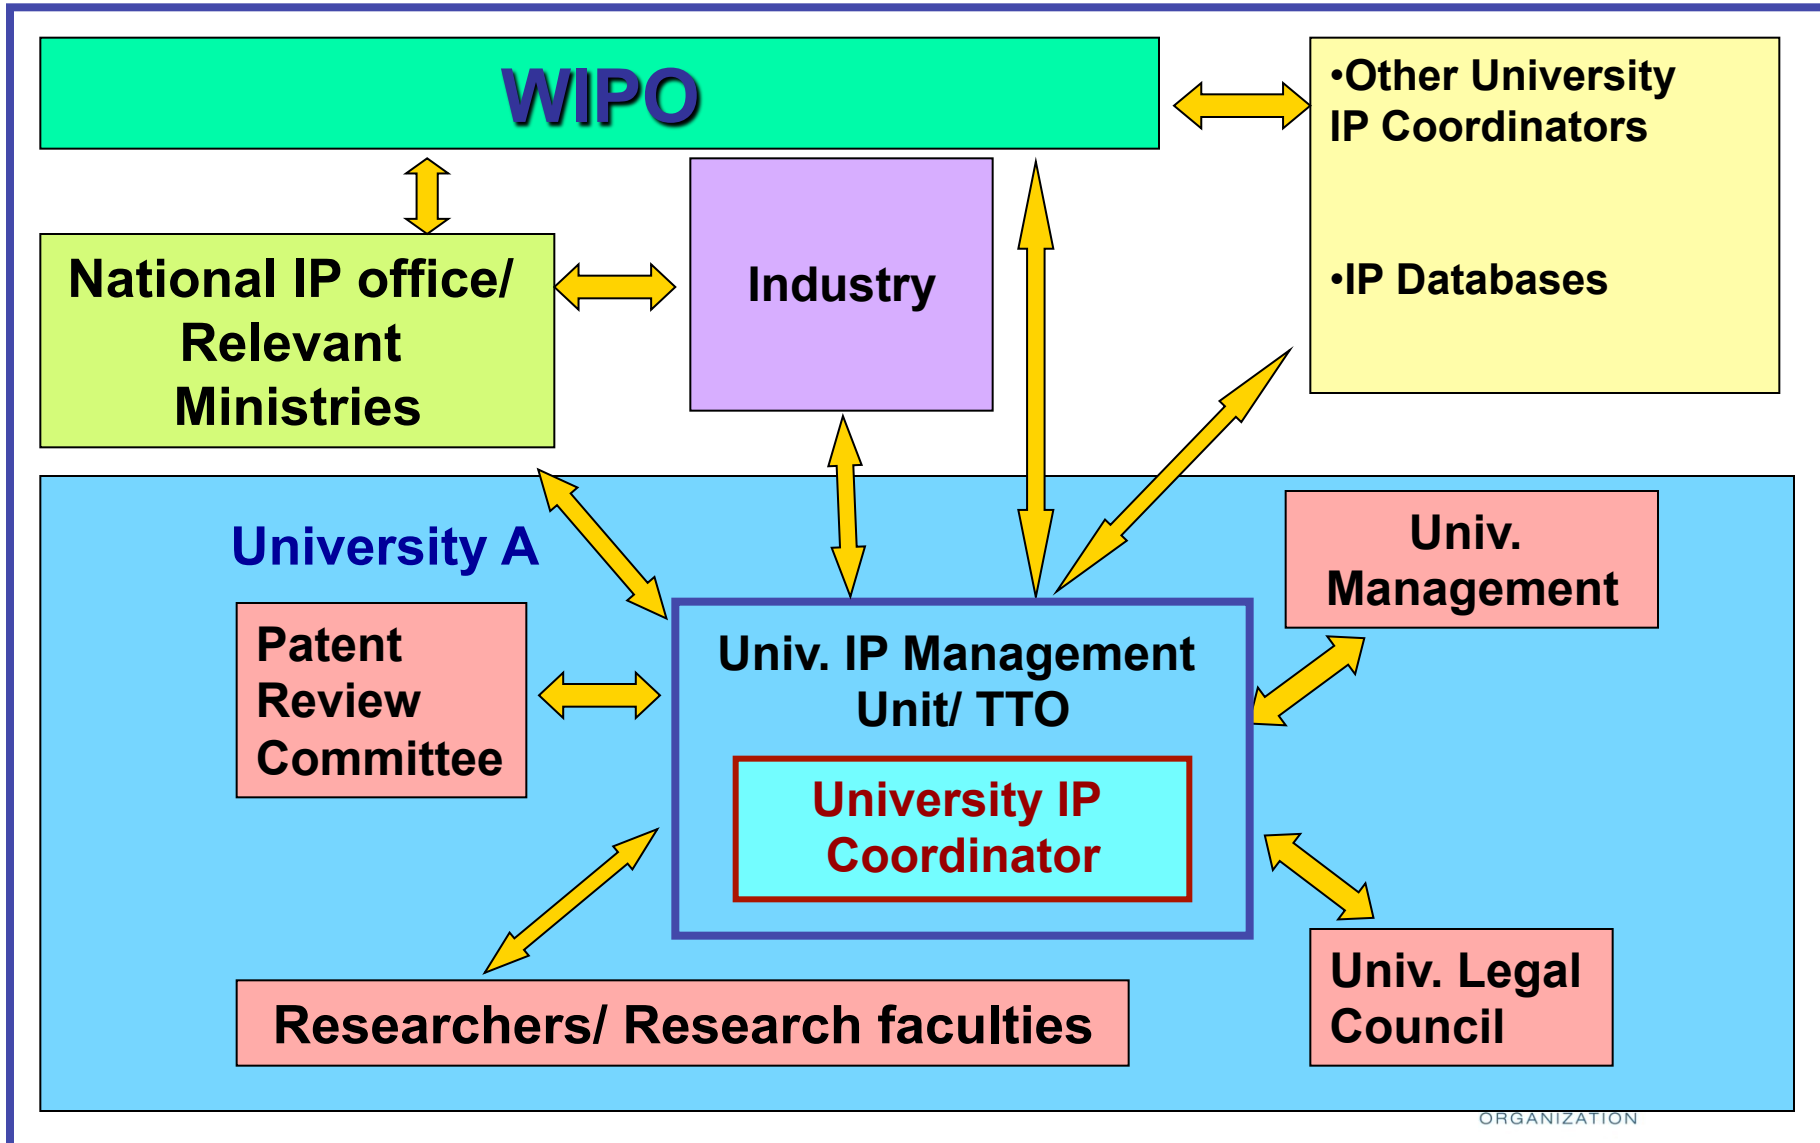 WIPO
•Other University
IP Coordinators
•IP Databases
National IP office/
Relevant
Ministries
Industry
University A
Univ.
Management
Patent
Review
Committee
Univ. IP Management
Unit/ TTO
University IP
Coordinator
Researchers/ Research faculties
Univ. Legal
Council
ORGANIZATION